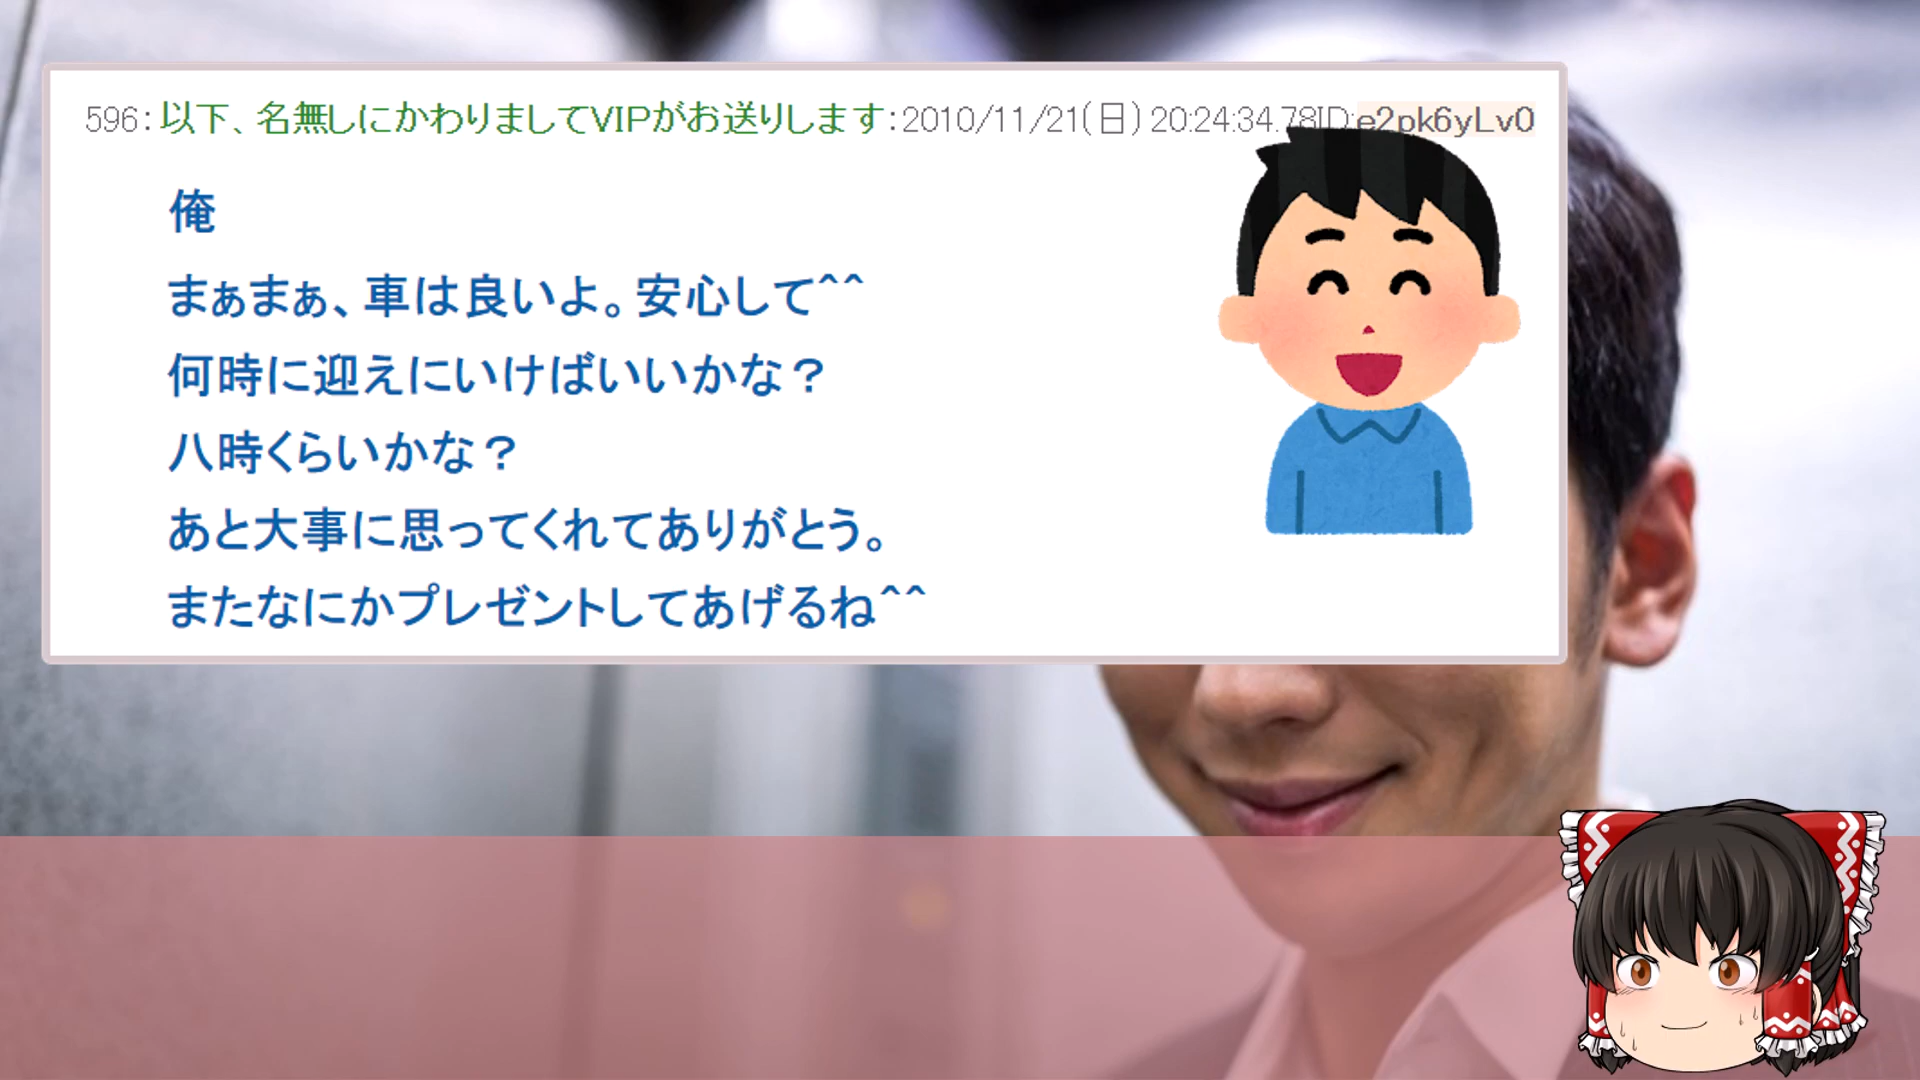 596:以下、名無しにかわりましてVIPがお送りします:2010/11/21(日) 20:24:34.78ID:e2pk6yLv0
俺
まぁまぁ、車は良いよ。安心して^^
何時に迎えにいけばいいかな？
八時くらいかな？
あと大事に思ってくれてありがとう。
またなにかプレゼントしてあげるね^^